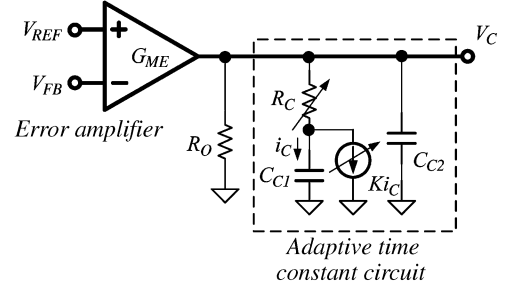 V_REF
+
G_ME
V_FB
−
V_C
Error amplifier
R_O
R_C
i_C
C_C1
Ki_C
C_C2
Adaptive time
constant circuit